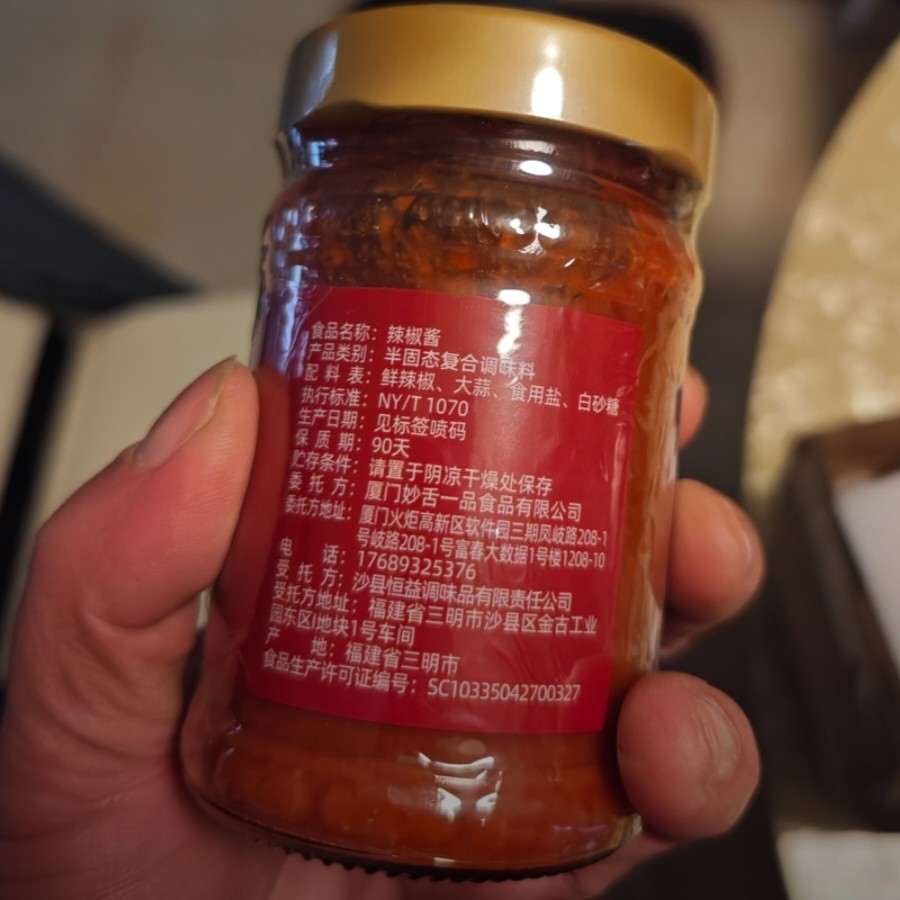 食品名称：辣椒酱
产品类别：半固态复合调味料
配 料 表：鲜辣椒、大蒜、食用盐、白砂糖
执行标准：NY/T 1070
生产日期：见标签喷码
保 质 期：90天
贮存条件：请置于阴凉干燥处保存
委 托 方：厦门妙舌一品食品有限公司
委托方地址：厦门火炬高新区软件园三期凤岐路208-1
号岐路208-1号富春大数据1号楼1208-10
电 话：17689325376
受 托 方：沙县恒益调味品有限责任公司
受托方地址：福建省三明市沙县区金古工业
园东区I地块1号车间
产 地：福建省三明市
食品生产许可证编号：SC10335042700327